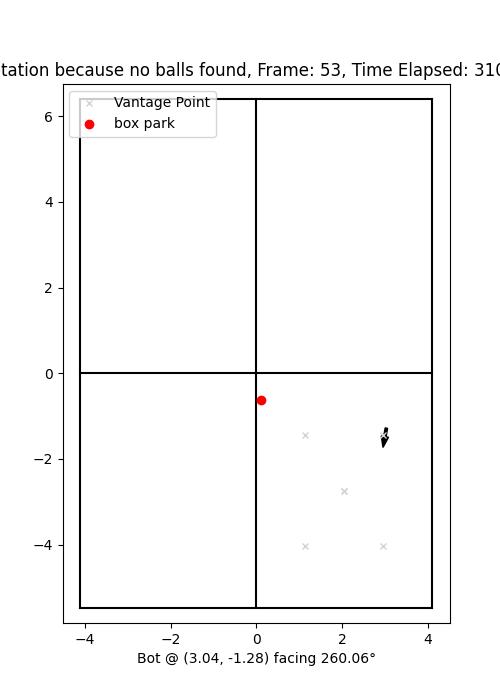 tation because no balls found, Frame: 53, Time Elapsed: 310
Vantage Point
box park
6
4
2
0
−2
−4
−4
−2
0
2
4
Bot @ (3.04, -1.28) facing 260.06°